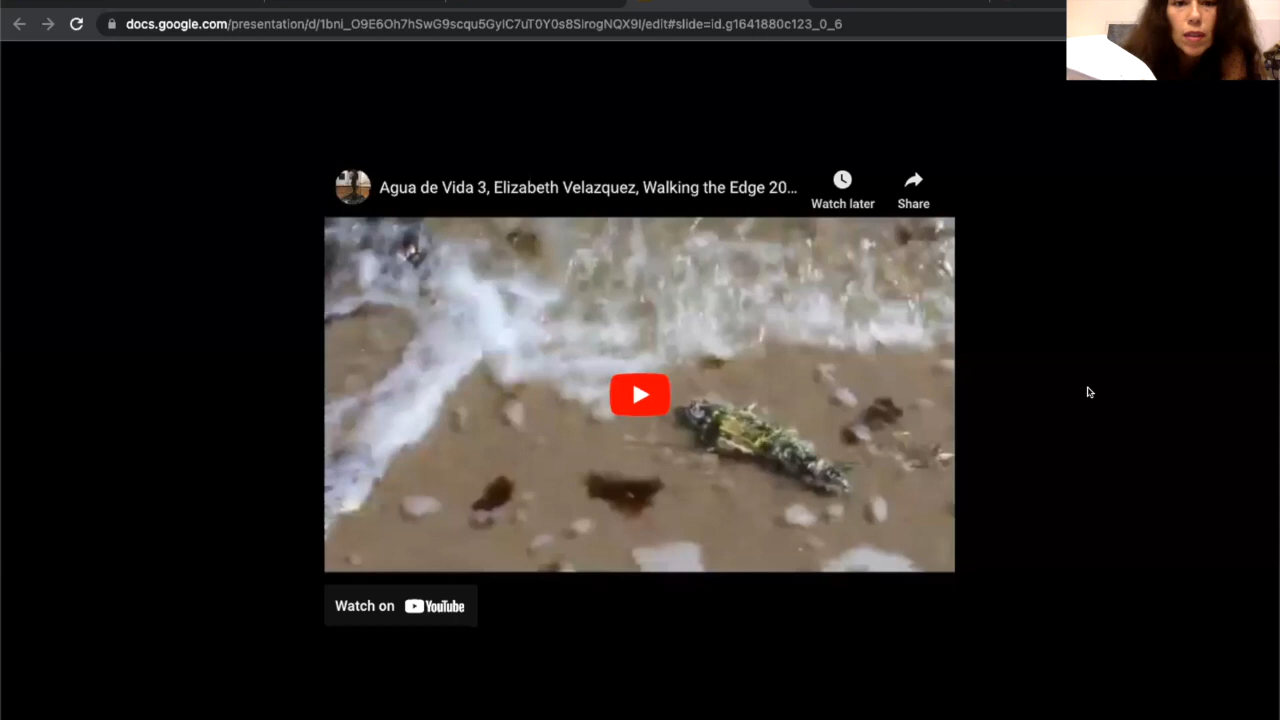 docs.google.com/presentation/d/1bni_O9E6Oh7hSwG9scqu5GyIC7uT0Y0s8SirogNQX9I/edit#slide=id.g1641880c123_0_6
Agua de Vida 3, Elizabeth Velazquez, Walking the Edge 20...
Watch later
Share
Watch on YouTube